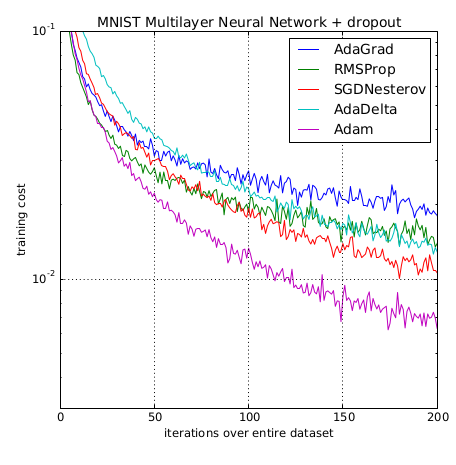 MNIST Multilayer Neural Network + dropout
AdaGrad
RMSProp
SGDNesterov
AdaDelta
Adam
10^-1
10^-2
training cost
0 50 100 150 200
iterations over entire dataset